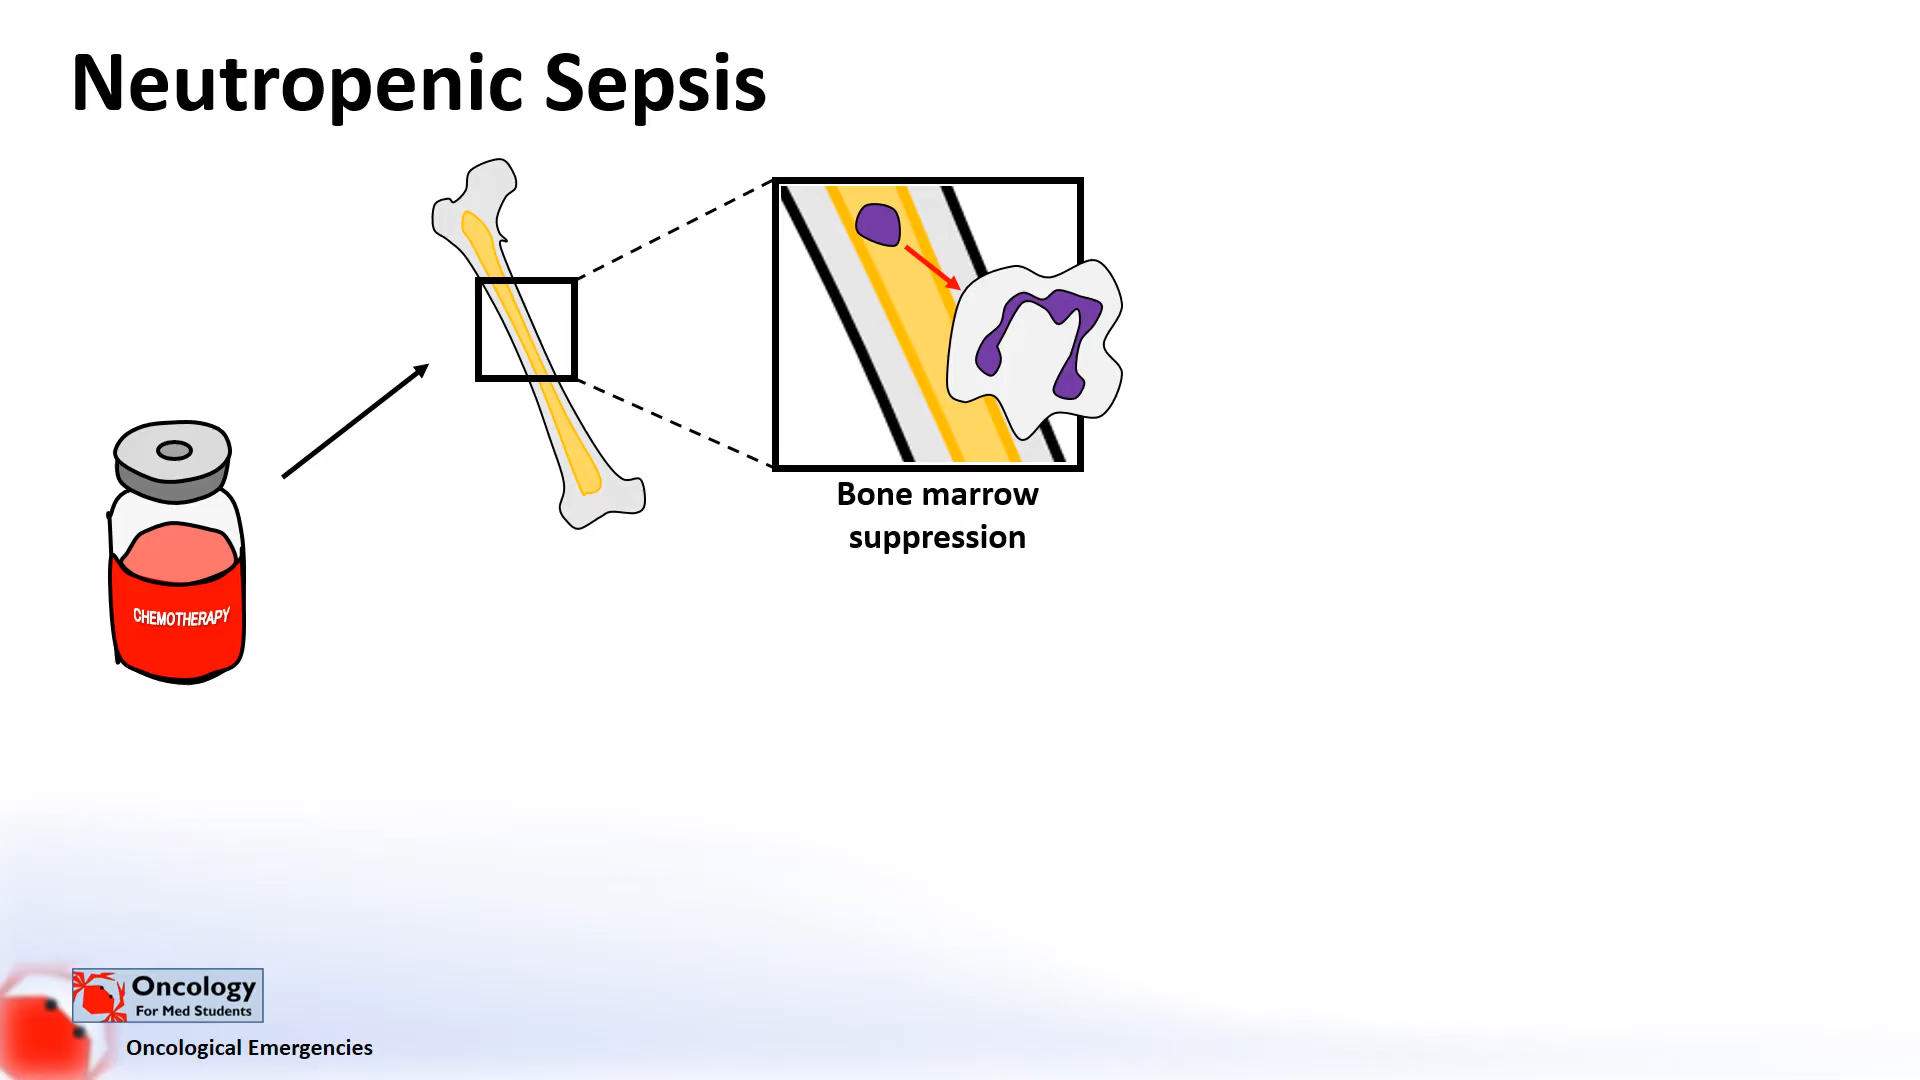 Neutropenic Sepsis
Bone marrow
suppression
CHEMOTHERAPY
Oncology
For Med Students
Oncological Emergencies